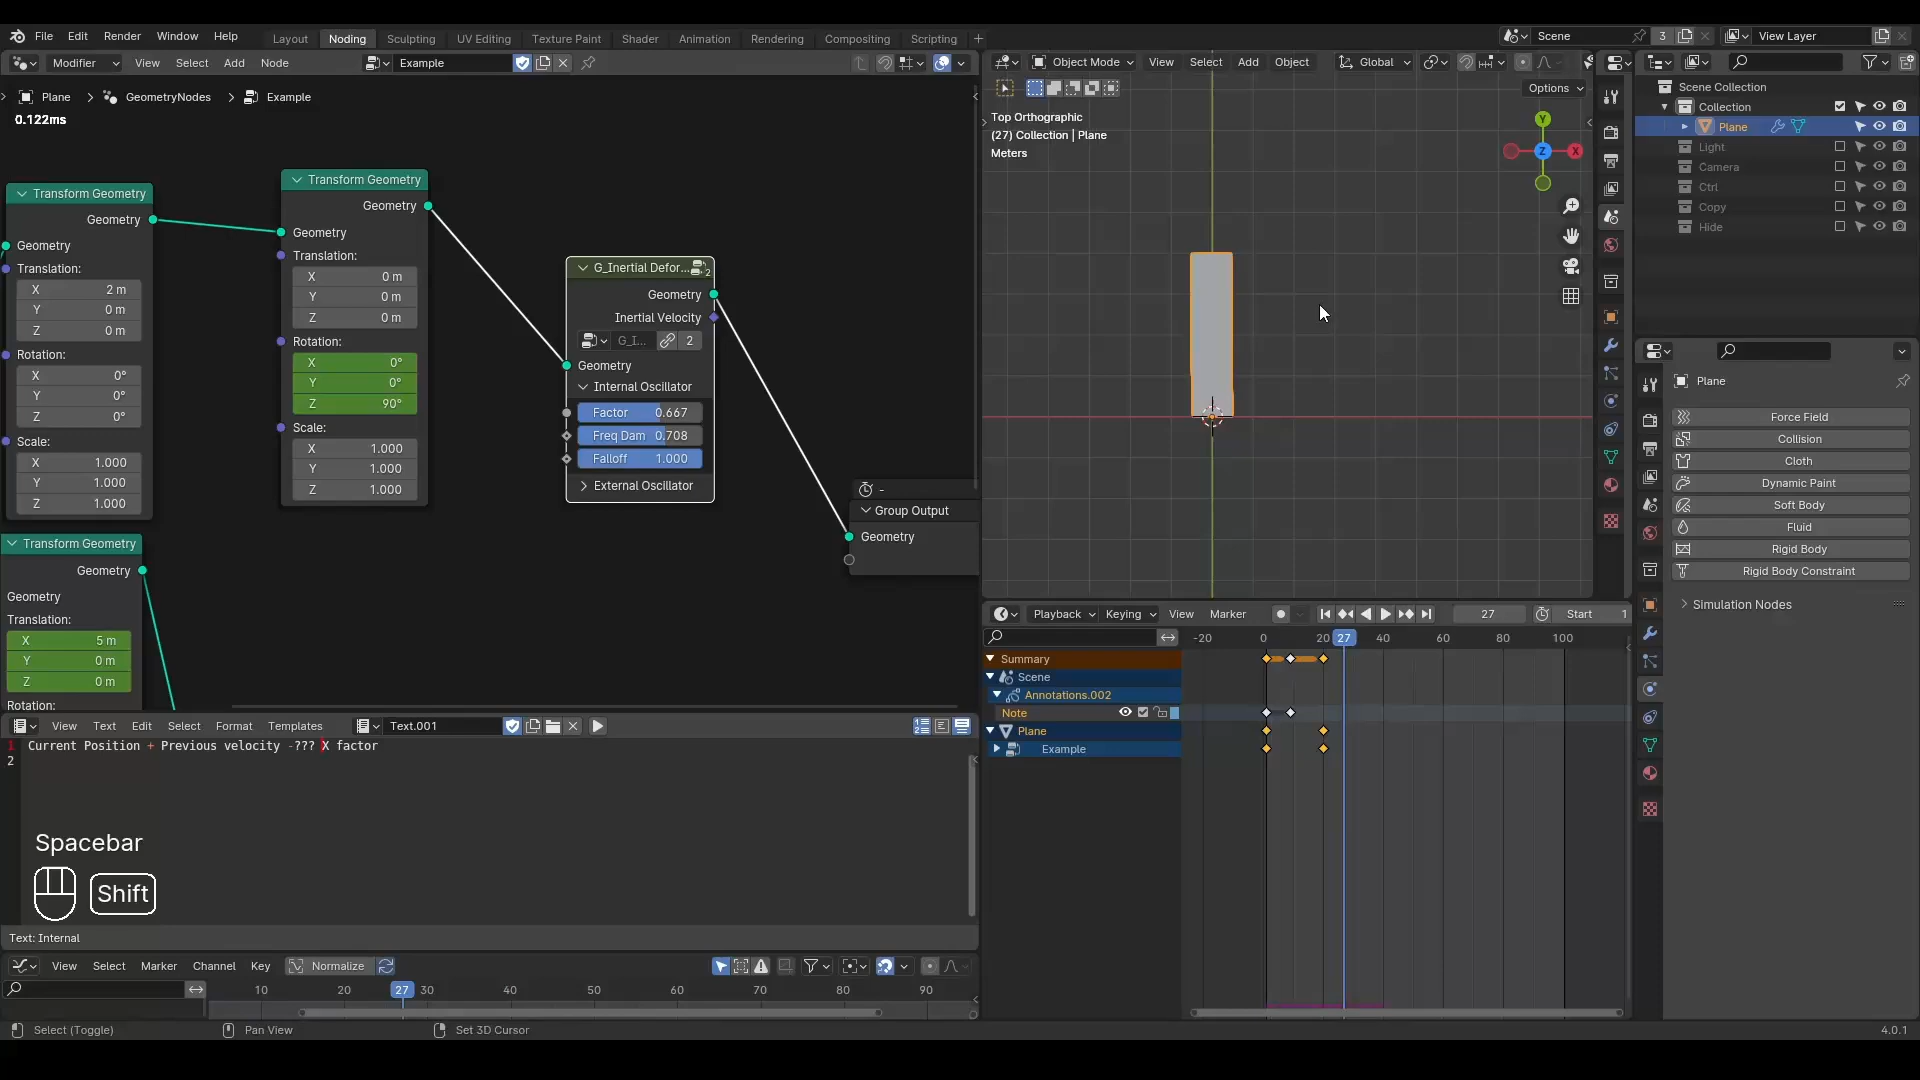 File Edit Render Window Help Layout Noding Sculpting UV Editing Texture Paint Shader Animation Rendering Compositing Scripting + Scene 3 View Layer
Modifier View Select Add Node Example
Plane > GeometryNodes > Example
0.122ms
Transform Geometry
Geometry
Geometry
Translation:
X 2 m
Y 0 m
Z 0 m
Rotation:
X 0°
Y 0°
Z 0°
Scale:
X 1.000
Y 1.000
Z 1.000
Transform Geometry
Geometry
Geometry
Translation:
X 0 m
Y 0 m
Z 0 m
Rotation:
X 0°
Y 0°
Z 90°
Scale:
X 1.000
Y 1.000
Z 1.000
G_Inertial Defor... 2
Geometry
Inertial Velocity
G_I... 2
Geometry
Internal Oscillator
Factor 0.667
Freq Dam 0.708
Falloff 1.000
External Oscillator
-
Group Output
Geometry
Transform Geometry
Geometry
Geometry
Translation:
X 5 m
Y 0 m
Z 0 m
Rotation:
Object Mode View Select Add Object Global
Options
Top Orthographic
(27) Collection | Plane
Meters
Y
Z X
Scene Collection
Collection
Plane
Light
Camera
Ctrl
Copy
Hide
Plane
Force Field
Collision
Cloth
Dynamic Paint
Soft Body
Fluid
Rigid Body
Rigid Body Constraint
Simulation Nodes
Playback Keying View Marker 27 Start 1
-20 0 20 27 40 60 80 100
Summary
Scene
Annotations.002
Note
Plane
Example
View Text Edit Select Format Templates Text.001
1 Current Position + Previous velocity -??? X factor
2
Spacebar
Shift
Text: Internal
View Select Marker Channel Key Normalize
10 20 27 30 40 50 60 70 80 90
Select (Toggle) Pan View Set 3D Cursor 4.0.1